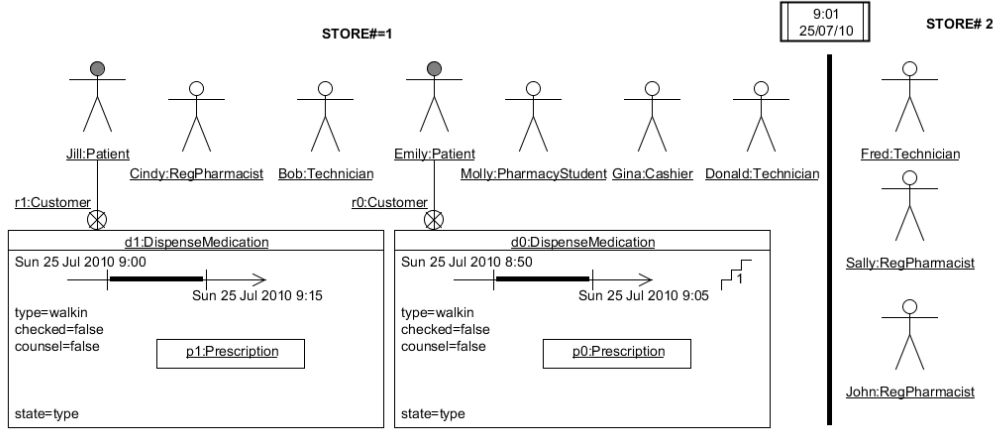 STORE#=1
9:01
25/07/10
STORE# 2
Jill:Patient
Cindy:RegPharmacist
Bob:Technician
Emily:Patient
Molly:PharmacyStudent
Gina:Cashier
Donald:Technician
Fred:Technician
r1:Customer
r0:Customer
d1:DispenseMedication
Sun 25 Jul 2010 9:00
Sun 25 Jul 2010 9:15
type=walkin
checked=false
counsel=false
p1:Prescription
state=type
d0:DispenseMedication
Sun 25 Jul 2010 8:50
1
Sun 25 Jul 2010 9:05
type=walkin
checked=false
counsel=false
p0:Prescription
state=type
Sally:RegPharmacist
John:RegPharmacist